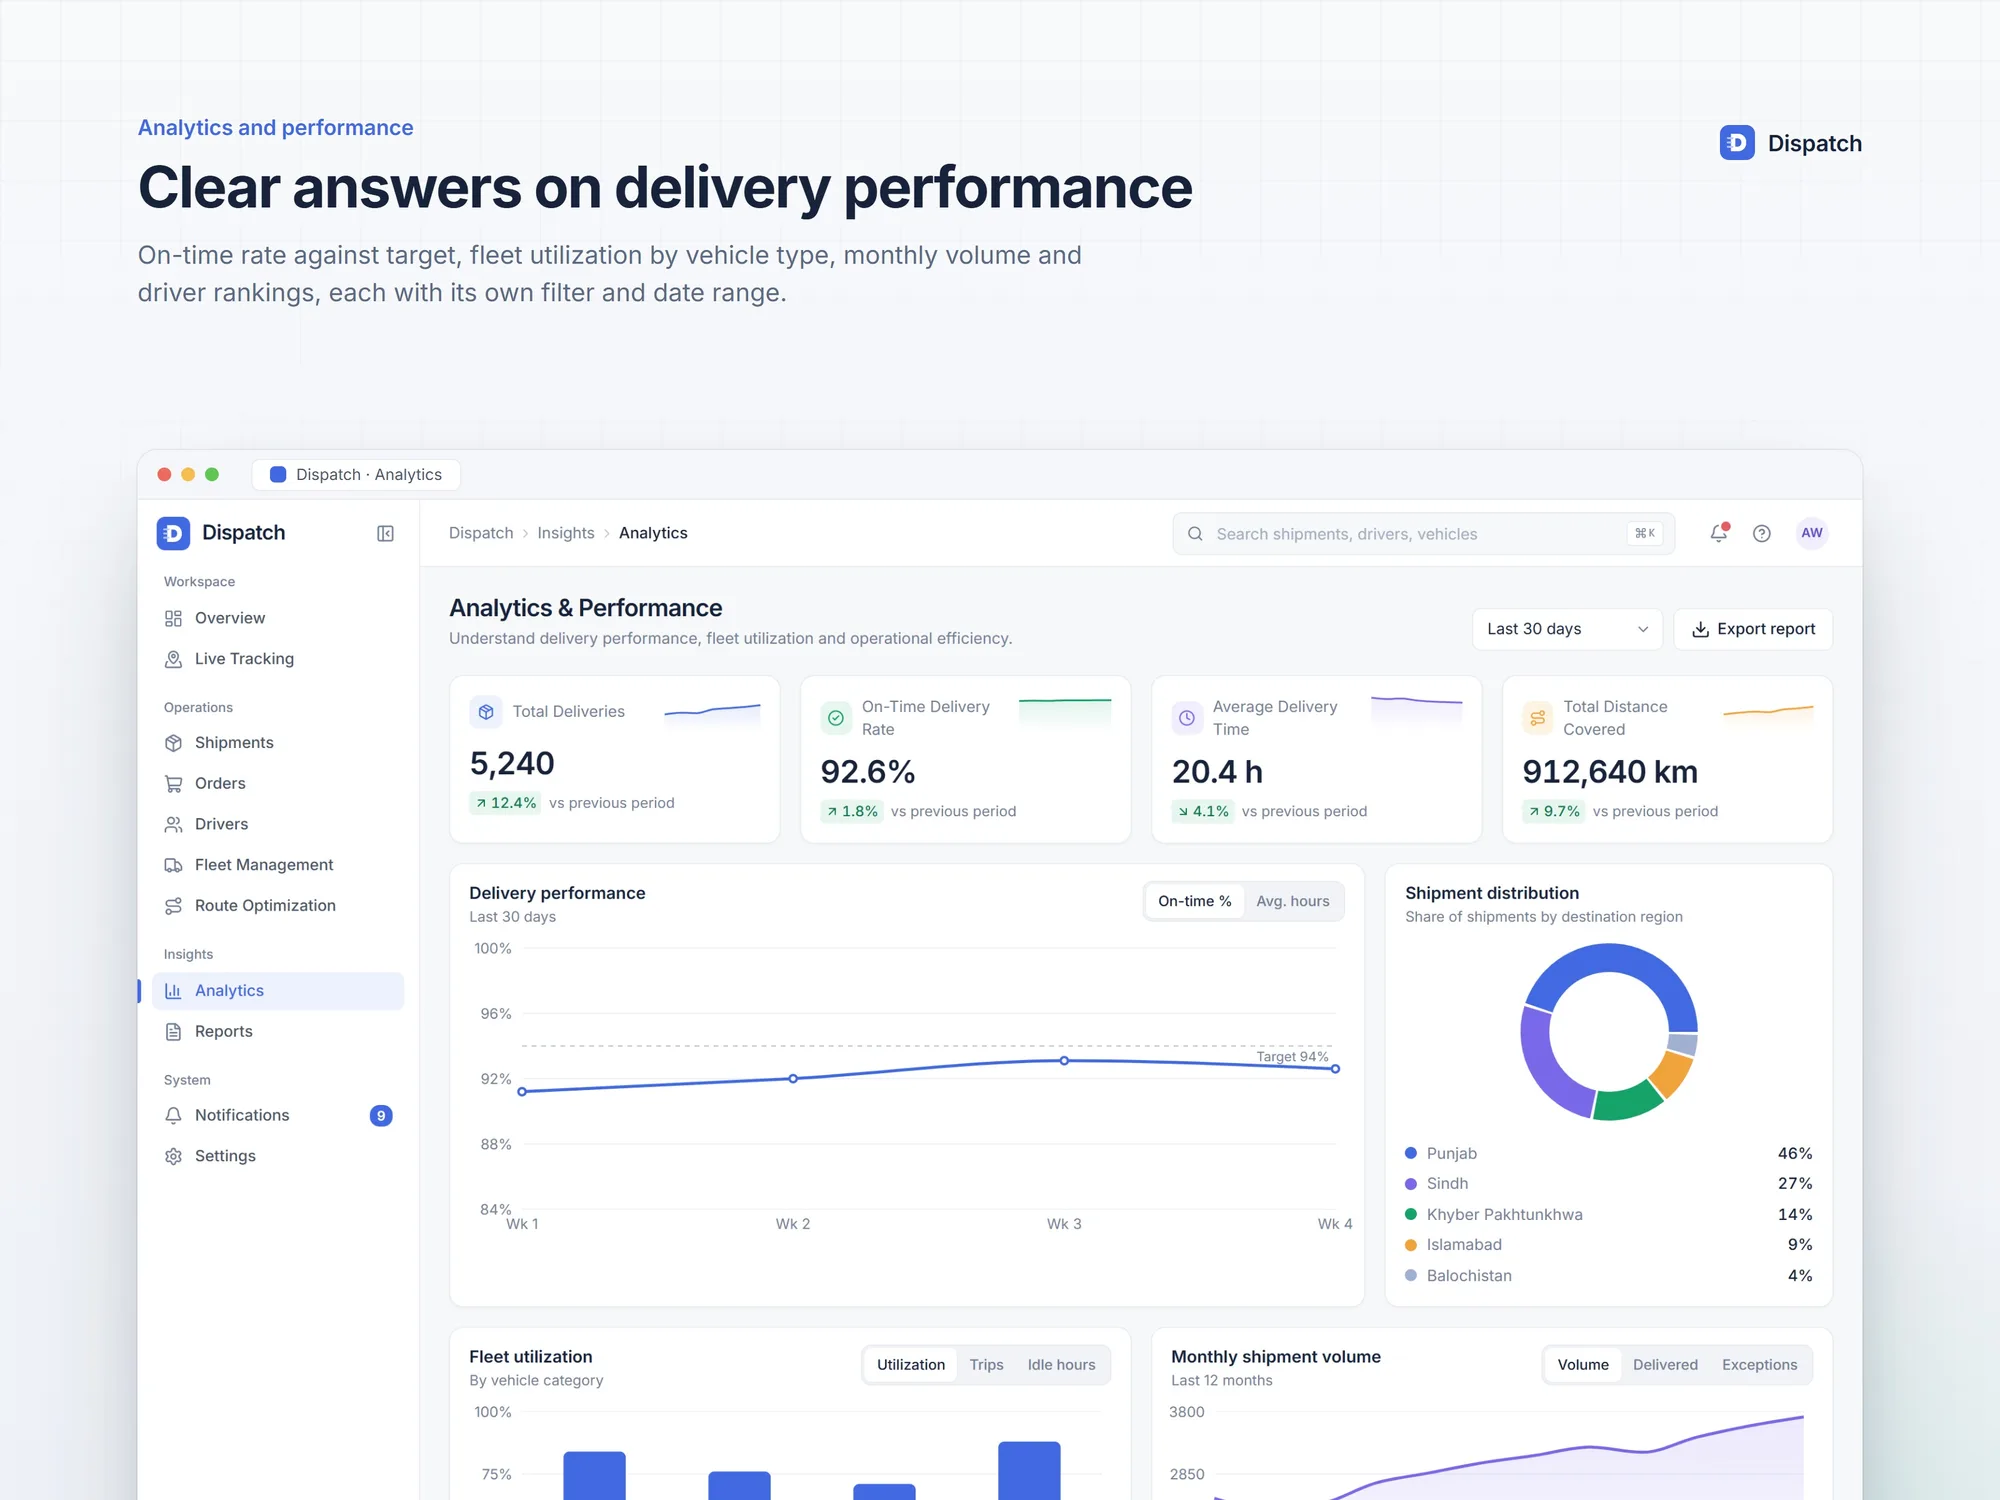 Analytics and performance
Dispatch
Clear answers on delivery performance
On-time rate against target, fleet utilization by vehicle type, monthly volume and
driver rankings, each with its own filter and date range.
Dispatch · Analytics
Dispatch
Workspace
Overview
Live Tracking
Operations
Shipments
Orders
Drivers
Fleet Management
Route Optimization
Insights
Analytics
Reports
System
Notifications 9
Settings
Dispatch › Insights › Analytics
Search shipments, drivers, vehicles ⌘K
AW
Analytics & Performance
Understand delivery performance, fleet utilization and operational efficiency.
Last 30 days
Export report
Total Deliveries
5,240
12.4% vs previous period
On-Time Delivery
Rate
92.6%
1.8% vs previous period
Average Delivery
Time
20.4 h
4.1% vs previous period
Total Distance
Covered
912,640 km
9.7% vs previous period
Delivery performance
Last 30 days
On-time % Avg. hours
100%
96%
Target 94%
92%
88%
84%
Wk 1 Wk 2 Wk 3 Wk 4
Shipment distribution
Share of shipments by destination region
Punjab 46%
Sindh 27%
Khyber Pakhtunkhwa 14%
Islamabad 9%
Balochistan 4%
Fleet utilization
By vehicle category
Utilization Trips Idle hours
100%
75%
Monthly shipment volume
Last 12 months
Volume Delivered Exceptions
3800
2850